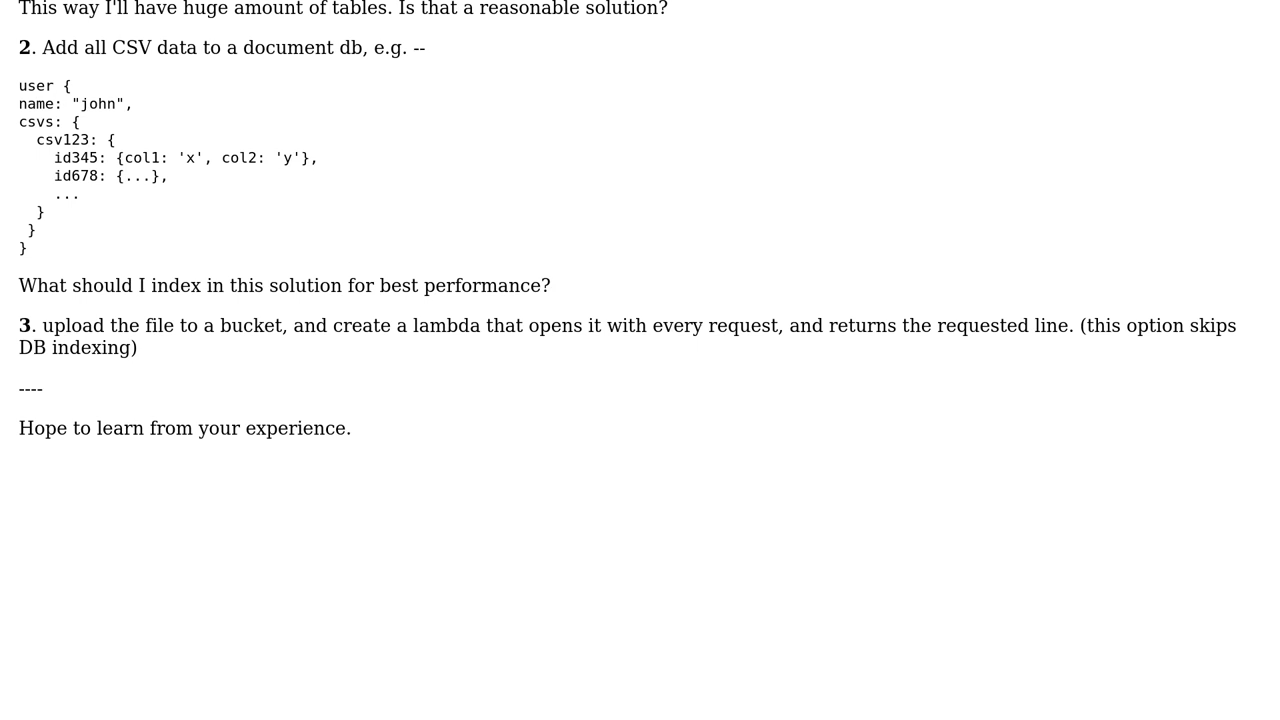 This way I'll have huge amount of tables. Is that a reasonable solution?
2. Add all CSV data to a document db, e.g. --
user {
name: "john",
csvs: {
  csv123: {
    id345: {col1: 'x', col2: 'y'},
    id678: {...},
    ...
  }
 }
}
What should I index in this solution for best performance?
3. upload the file to a bucket, and create a lambda that opens it with every request, and returns the requested line. (this option skips
DB indexing)
----
Hope to learn from your experience.